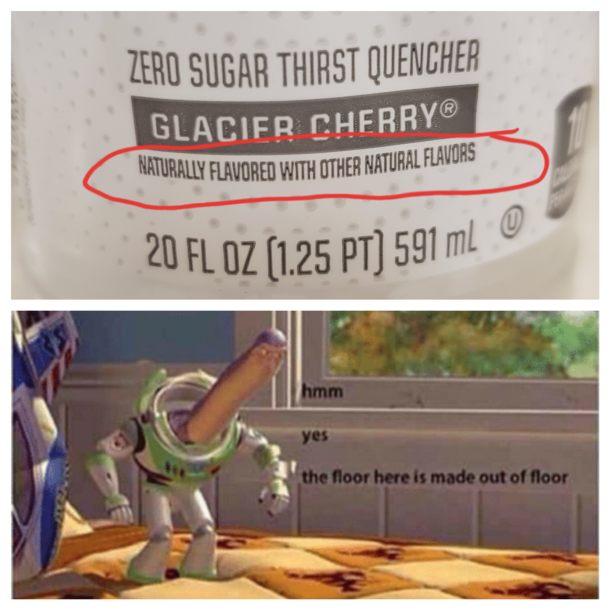 ZERO SUGAR THIRST QUENCHER
GLACIER CHERRY®
NATURALLY FLAVORED WITH OTHER NATURAL FLAVORS
20 FL OZ (1.25 PT) 591 mL Ⓤ
hmm
yes
the floor here is made out of floor